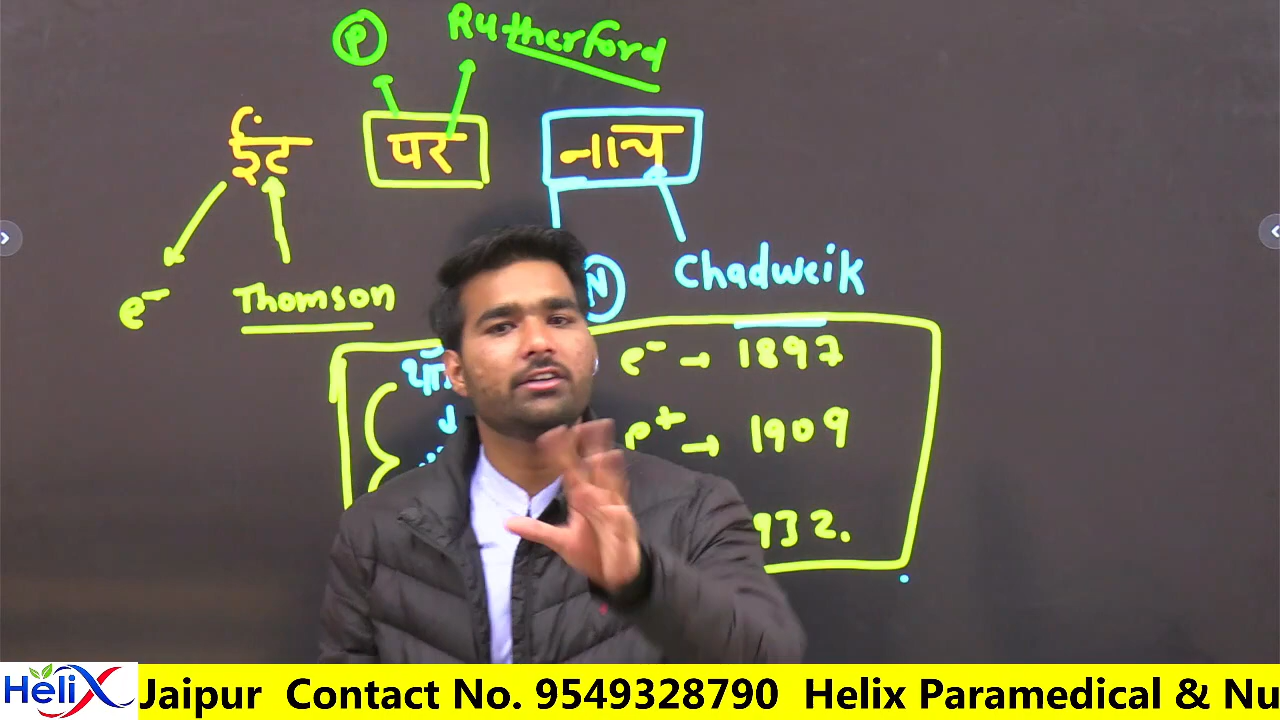 P Rutherford
ईंट पर नाच
e⁻ Thomson N Chadweik
e⁻ → 1897
p⁺ → 1909
932.
Helix Jaipur Contact No. 9549328790 Helix Paramedical & Nu